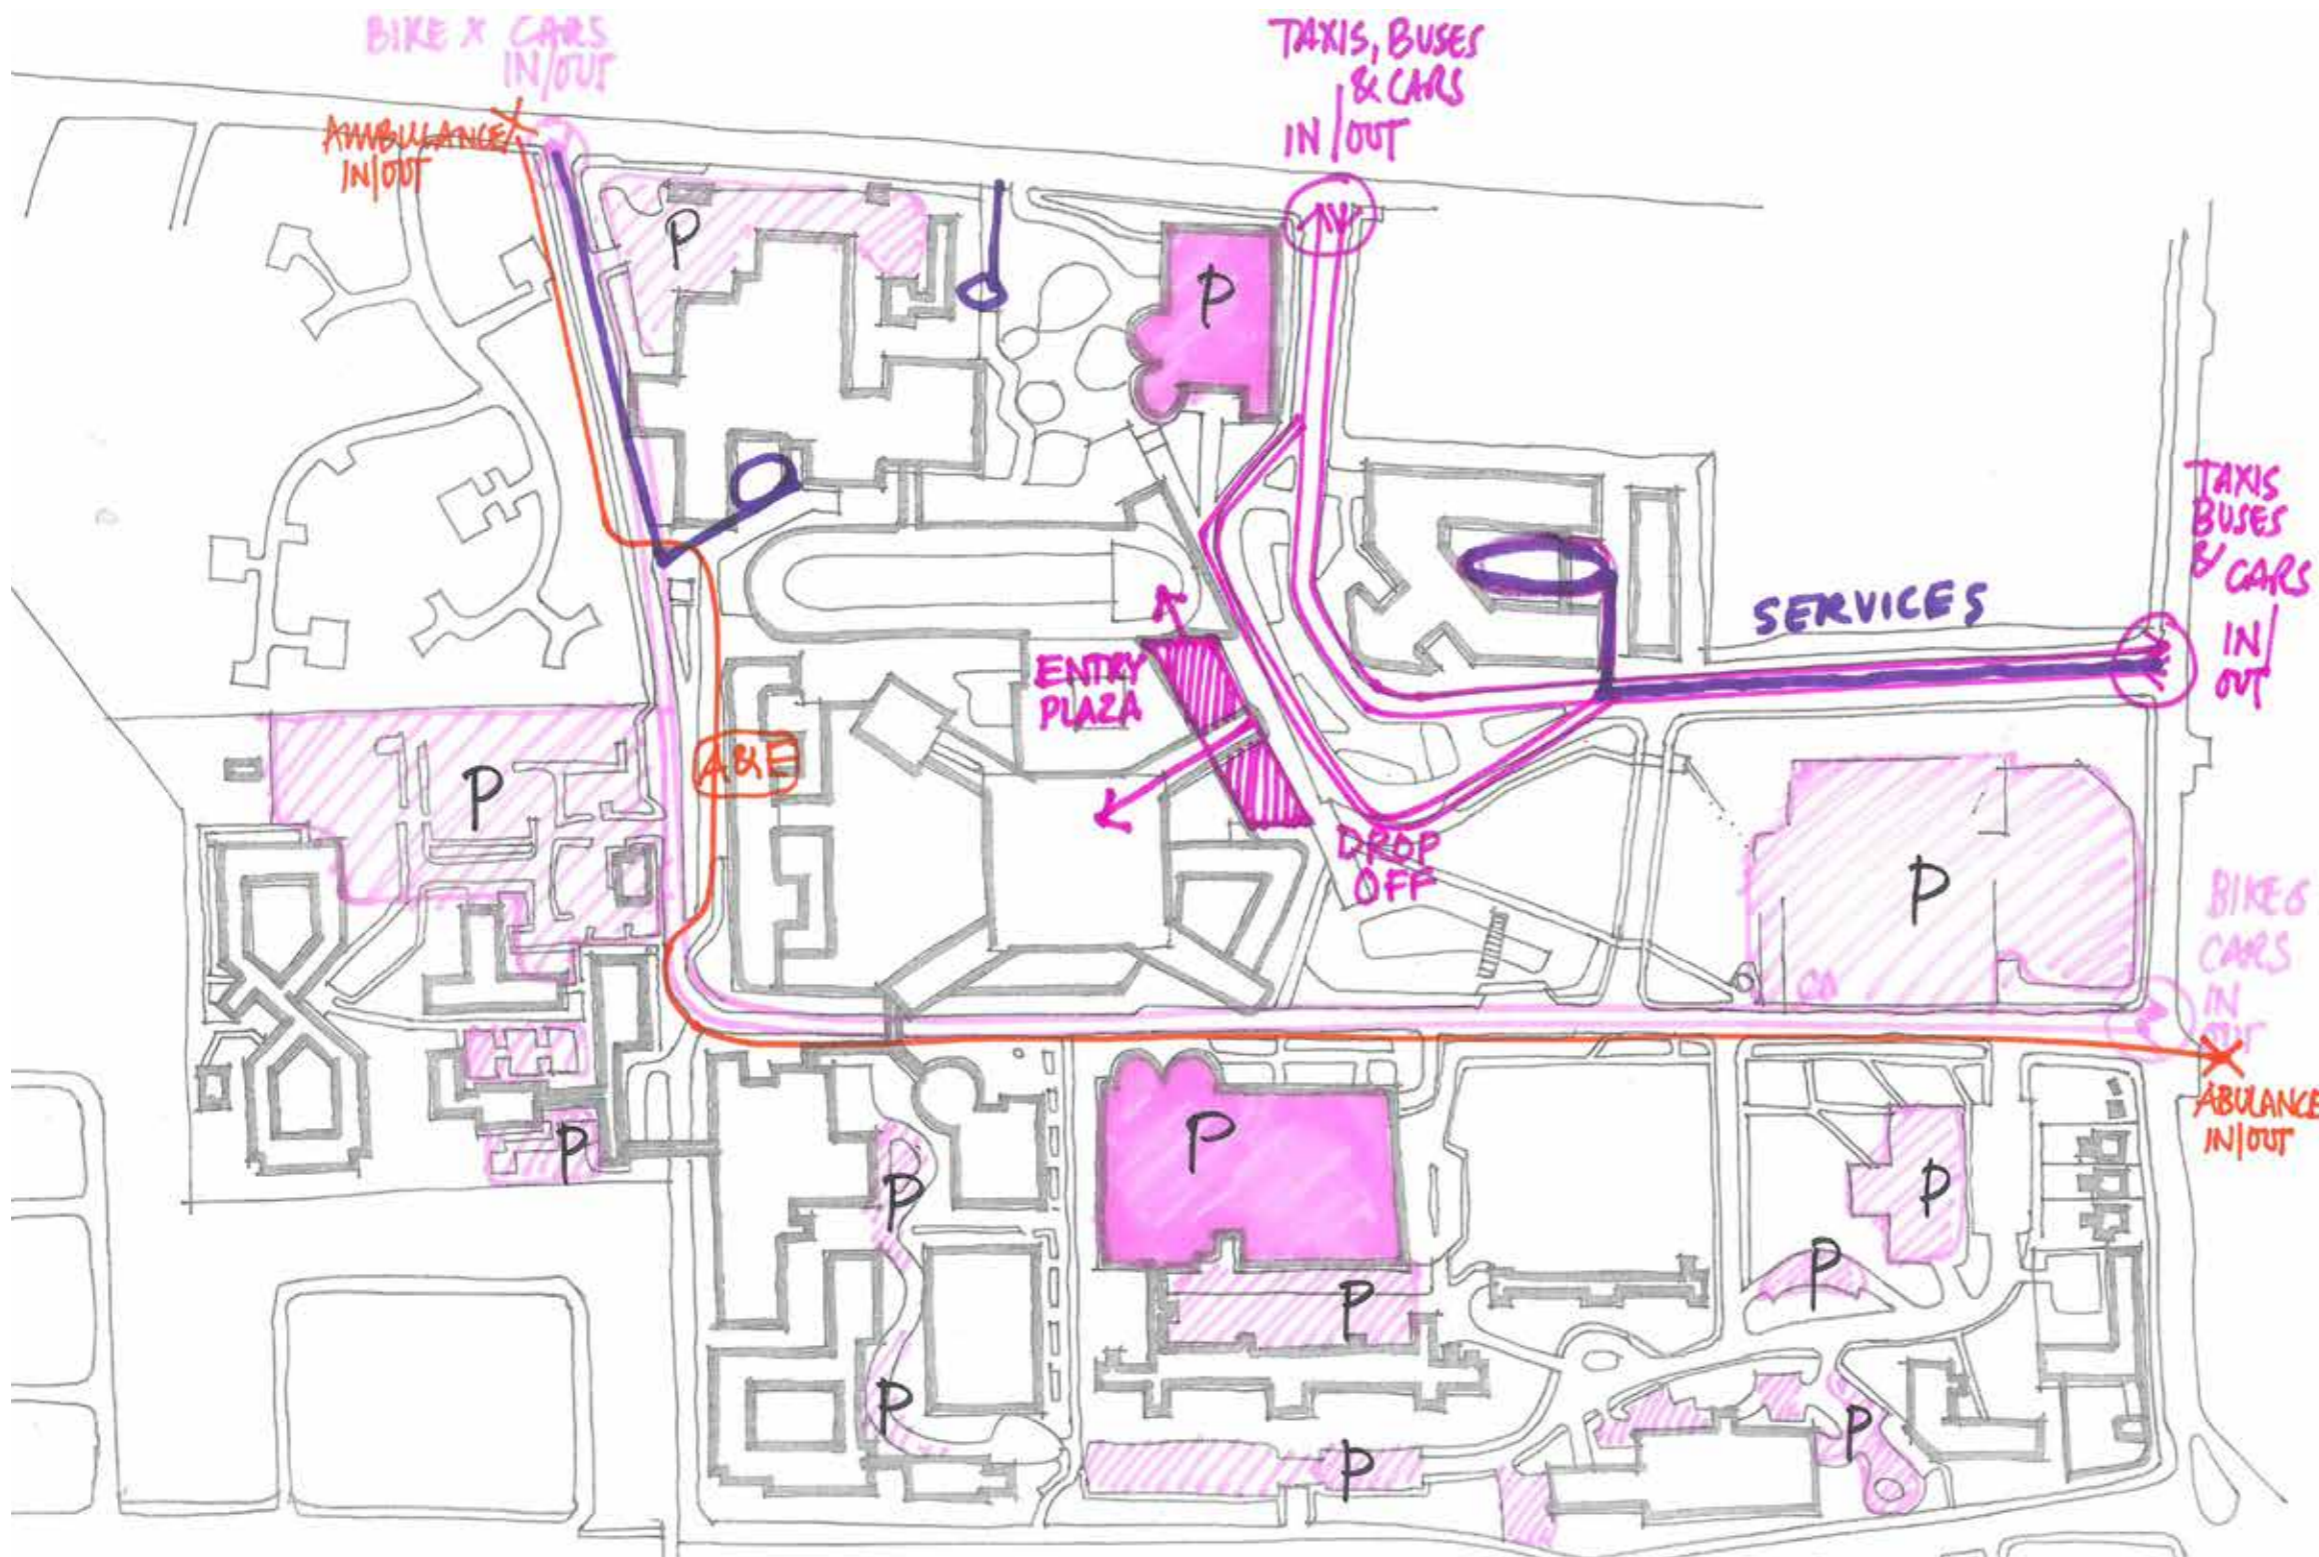 BIKE & CARS
IN/OUT
TAXIS, BUSES
& CARS
IN/OUT
AMBULANCE
IN/OUT
P
P
TAXIS
BUSES
& CARS
IN/
OUT
SERVICES
ENTRY
PLAZA
A&E
P
DROP
OFF
P
BIKE&
CARS
IN
OUT
ABULANCE
IN/OUT
P
P
P
P
P
P
P
P
P